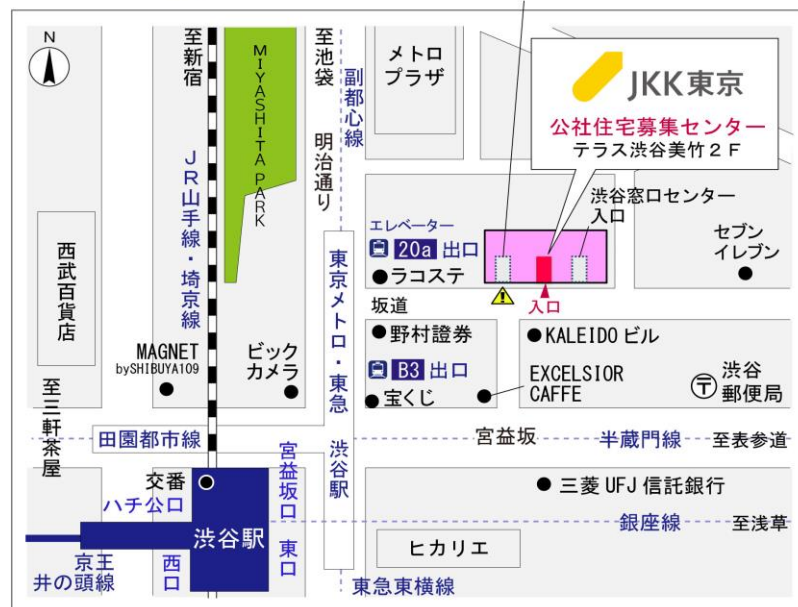 N
至新宿
MIYASHITA PARK
至池袋
明治通り
副都心線
メトロ
プラザ
JKK東京
公社住宅募集センター
テラス渋谷美竹2F
JR山手線・埼京線
西武百貨店
エレベーター
20a 出口
ラコステ
渋谷窓口センター
入口
セブン
イレブン
!
入口
坂道
東京メトロ・東急 渋谷駅
MAGNET
bySHIBUYA109
ビック
カメラ
野村證券
KALEIDO ビル
B3 出口
宝くじ
EXCELSIOR
CAFFE
〒
渋谷
郵便局
至三軒茶屋
田園都市線
宮益坂
半蔵門線
至表参道
交番
ハチ公口
宮益坂口
三菱 UFJ 信託銀行
渋谷駅
銀座線
至浅草
京王
井の頭線
西口
東口
ヒカリエ
東急東横線